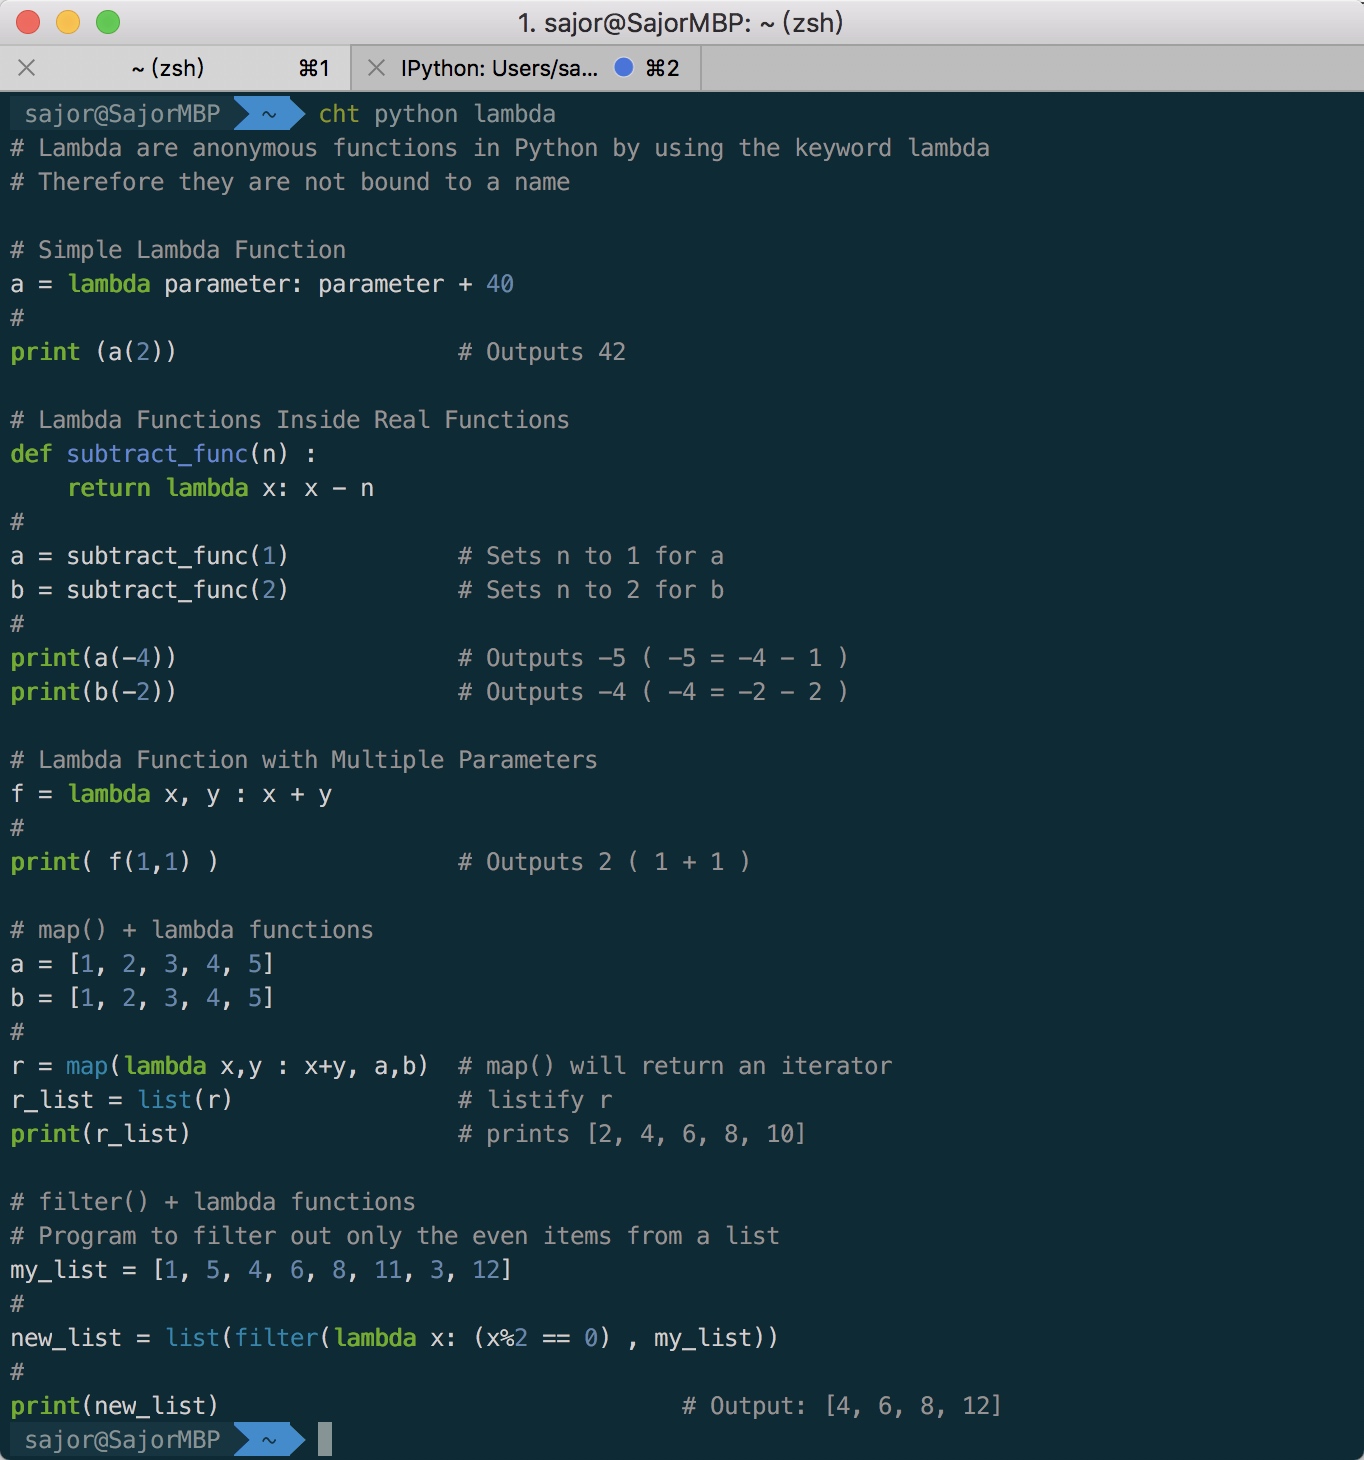 1. sajor@SajorMBP: ~ (zsh)
~ (zsh) ⌘1 IPython: Users/sa... ⌘2
sajor@SajorMBP ~ cht python lambda
# Lambda are anonymous functions in Python by using the keyword lambda
# Therefore they are not bound to a name

# Simple Lambda Function
a = lambda parameter: parameter + 40
#
print (a(2))                    # Outputs 42

# Lambda Functions Inside Real Functions
def subtract_func(n) :
    return lambda x: x - n
#
a = subtract_func(1)            # Sets n to 1 for a
b = subtract_func(2)            # Sets n to 2 for b
#
print(a(-4))                    # Outputs -5 ( -5 = -4 - 1 )
print(b(-2))                    # Outputs -4 ( -4 = -2 - 2 )

# Lambda Function with Multiple Parameters
f = lambda x, y : x + y
#
print( f(1,1) )                 # Outputs 2 ( 1 + 1 )

# map() + lambda functions
a = [1, 2, 3, 4, 5]
b = [1, 2, 3, 4, 5]
#
r = map(lambda x,y : x+y, a,b)  # map() will return an iterator
r_list = list(r)                # listify r
print(r_list)                   # prints [2, 4, 6, 8, 10]

# filter() + lambda functions
# Program to filter out only the even items from a list
my_list = [1, 5, 4, 6, 8, 11, 3, 12]
#
new_list = list(filter(lambda x: (x%2 == 0) , my_list))
#
print(new_list)                                 # Output: [4, 6, 8, 12]
sajor@SajorMBP ~